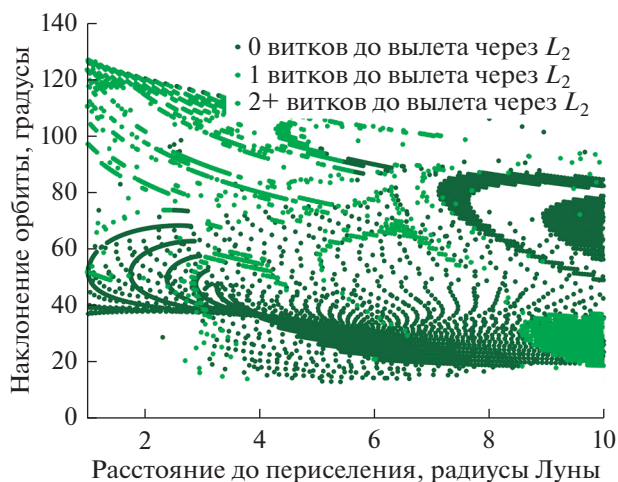 140
120
100
80
60
40
20
0
Наклонение орбиты, градусы
0 витков до вылета через L₂
1 витков до вылета через L₂
2+ витков до вылета через L₂
2 4 6 8 10
Расстояние до периселения, радиусы Луны